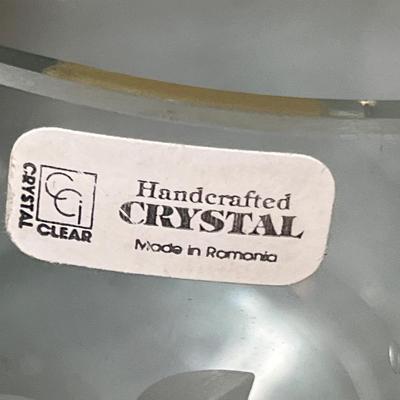 CRYSTAL
CCI
CLEAR
Handcrafted
CRYSTAL
Made in Romania